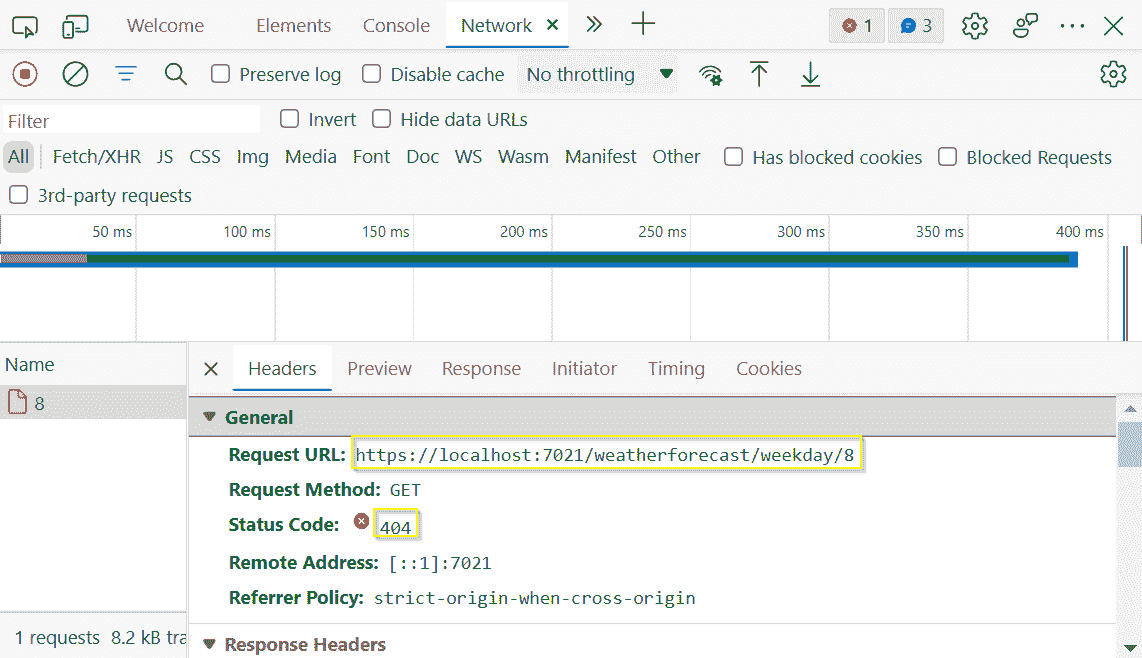 Welcome Elements Console Network 1 3
Preserve log Disable cache No throttling
Filter Invert Hide data URLs
All Fetch/XHR JS CSS Img Media Font Doc WS Wasm Manifest Other Has blocked cookies Blocked Requests
3rd-party requests
50 ms 100 ms 150 ms 200 ms 250 ms 300 ms 350 ms 400 ms
Name Headers Preview Response Initiator Timing Cookies
8
General
Request URL: https://localhost:7021/weatherforecast/weekday/8
Request Method: GET
Status Code: 404
Remote Address: [::1]:7021
Referrer Policy: strict-origin-when-cross-origin
1 requests 8.2 kB tra
Response Headers